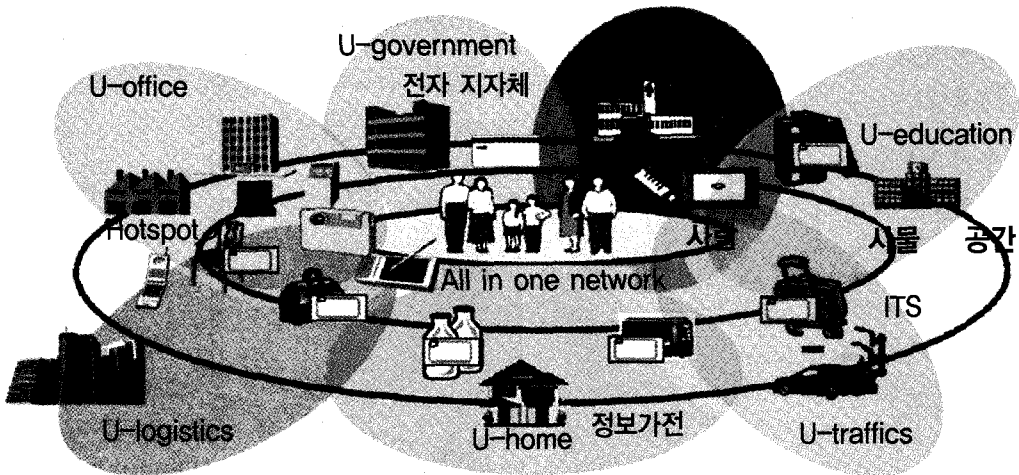 U-government
전자 지자체
U-office
U-education
Hotspot
사람
사물
공간
All in one network
ITS
U-logistics
U-home
정보가전
U-traffics